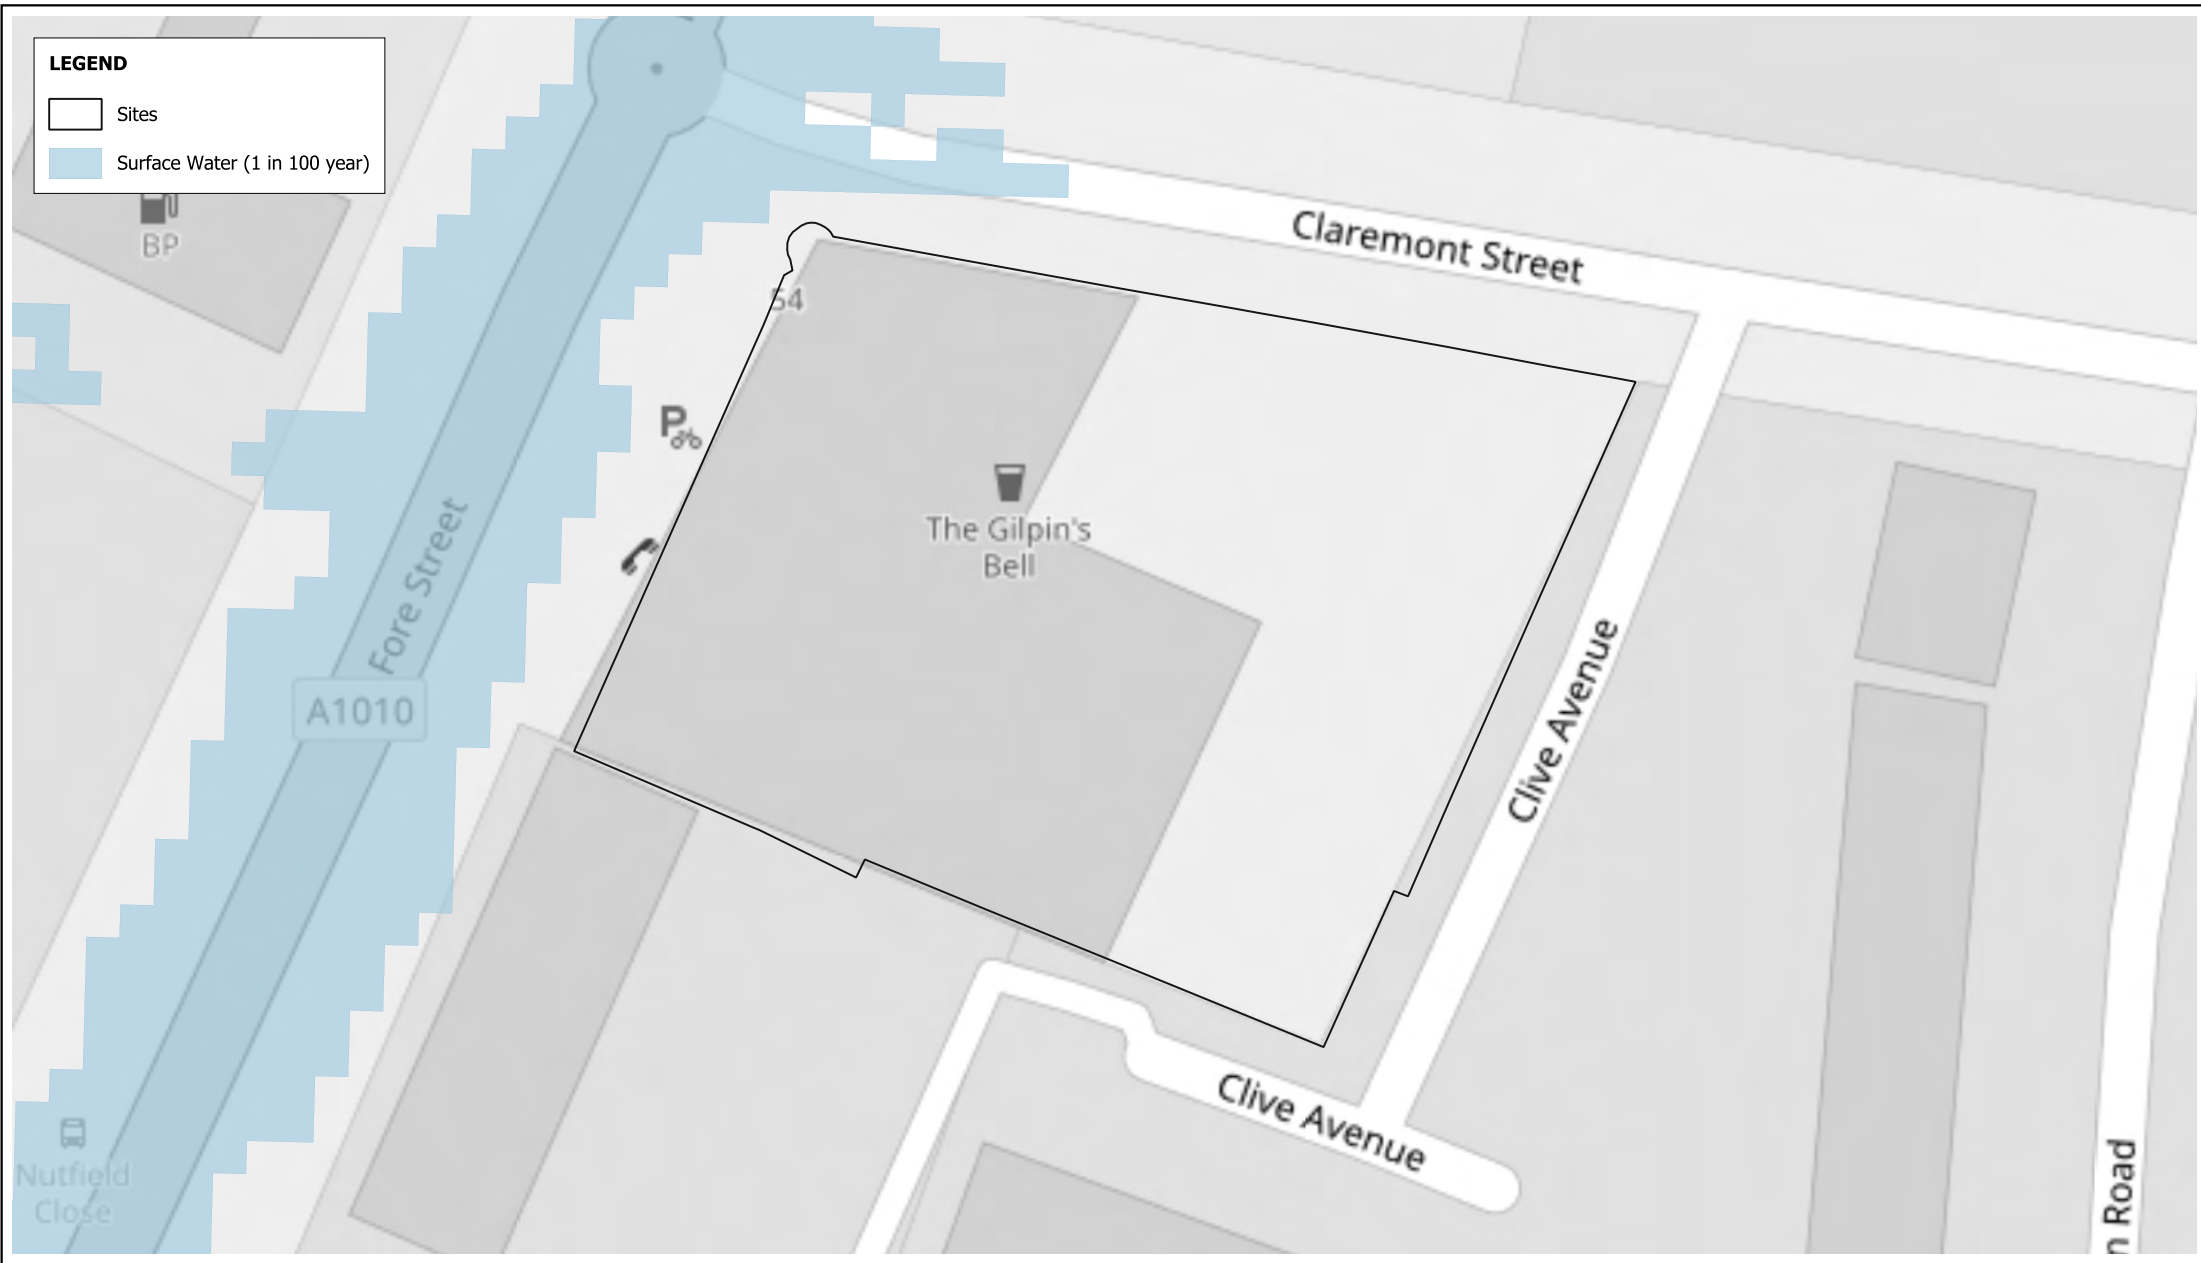 LEGEND
Sites
Surface Water (1 in 100 year)
BP
Claremont Street
54
P
The Gilpin's
Bell
Fore Street
A1010
Clive Avenue
Clive Avenue
Nutfield
Close
n Road